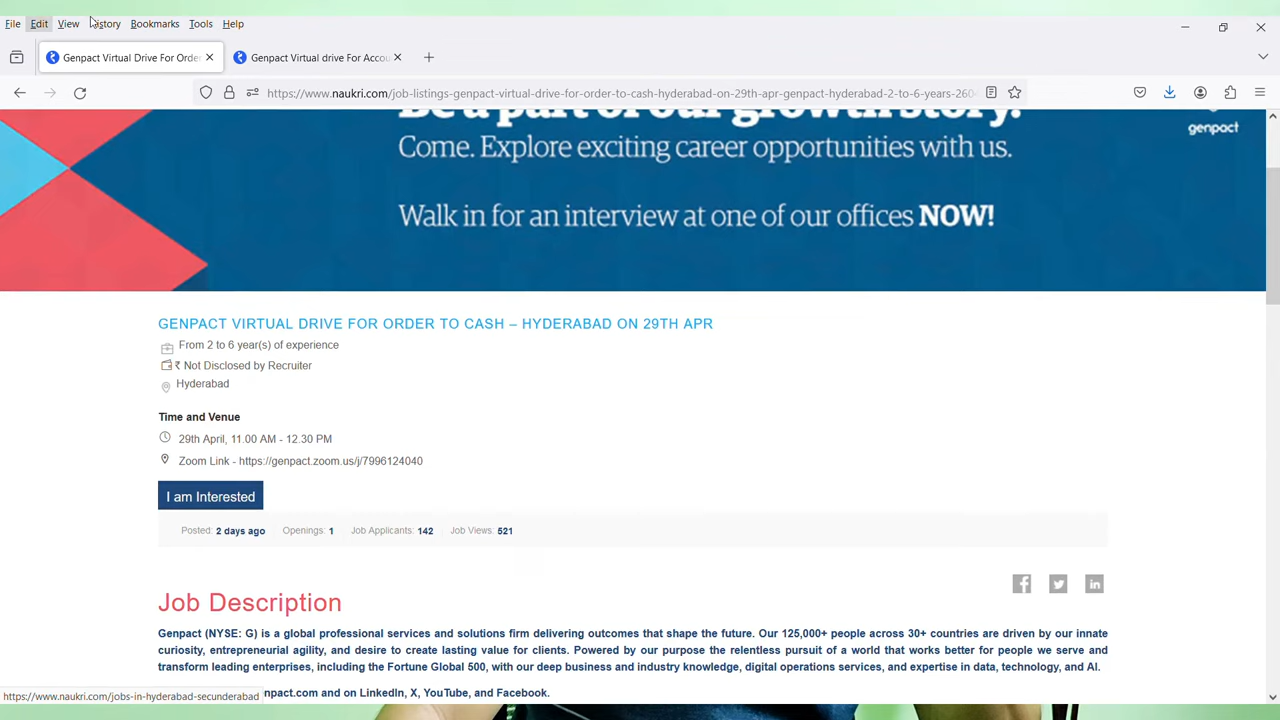 File Edit View History Bookmarks Tools Help
Genpact Virtual Drive For Orde Genpact Virtual drive For Accou
https://www.naukri.com/job-listings-genpact-virtual-drive-for-order-to-cash-hyderabad-on-29th-apr-genpact-hyderabad-2-to-6-years-2604
Be a part of our growth story.
genpact
Come. Explore exciting career opportunities with us.
Walk in for an interview at one of our offices NOW!
GENPACT VIRTUAL DRIVE FOR ORDER TO CASH – HYDERABAD ON 29TH APR
From 2 to 6 year(s) of experience
₹ Not Disclosed by Recruiter
Hyderabad
Time and Venue
29th April, 11.00 AM - 12.30 PM
Zoom Link - https://genpact.zoom.us/j/7996124040
I am Interested
Posted: 2 days ago Openings: 1 Job Applicants: 142 Job Views: 521
Job Description
Genpact (NYSE: G) is a global professional services and solutions firm delivering outcomes that shape the future. Our 125,000+ people across 30+ countries are driven by our innate
curiosity, entrepreneurial agility, and desire to create lasting value for clients. Powered by our purpose the relentless pursuit of a world that works better for people we serve and
transform leading enterprises, including the Fortune Global 500, with our deep business and industry knowledge, digital operations services, and expertise in data, technology, and AI.
npact.com and on LinkedIn, X, YouTube, and Facebook.
https://www.naukri.com/jobs-in-hyderabad-secunderabad